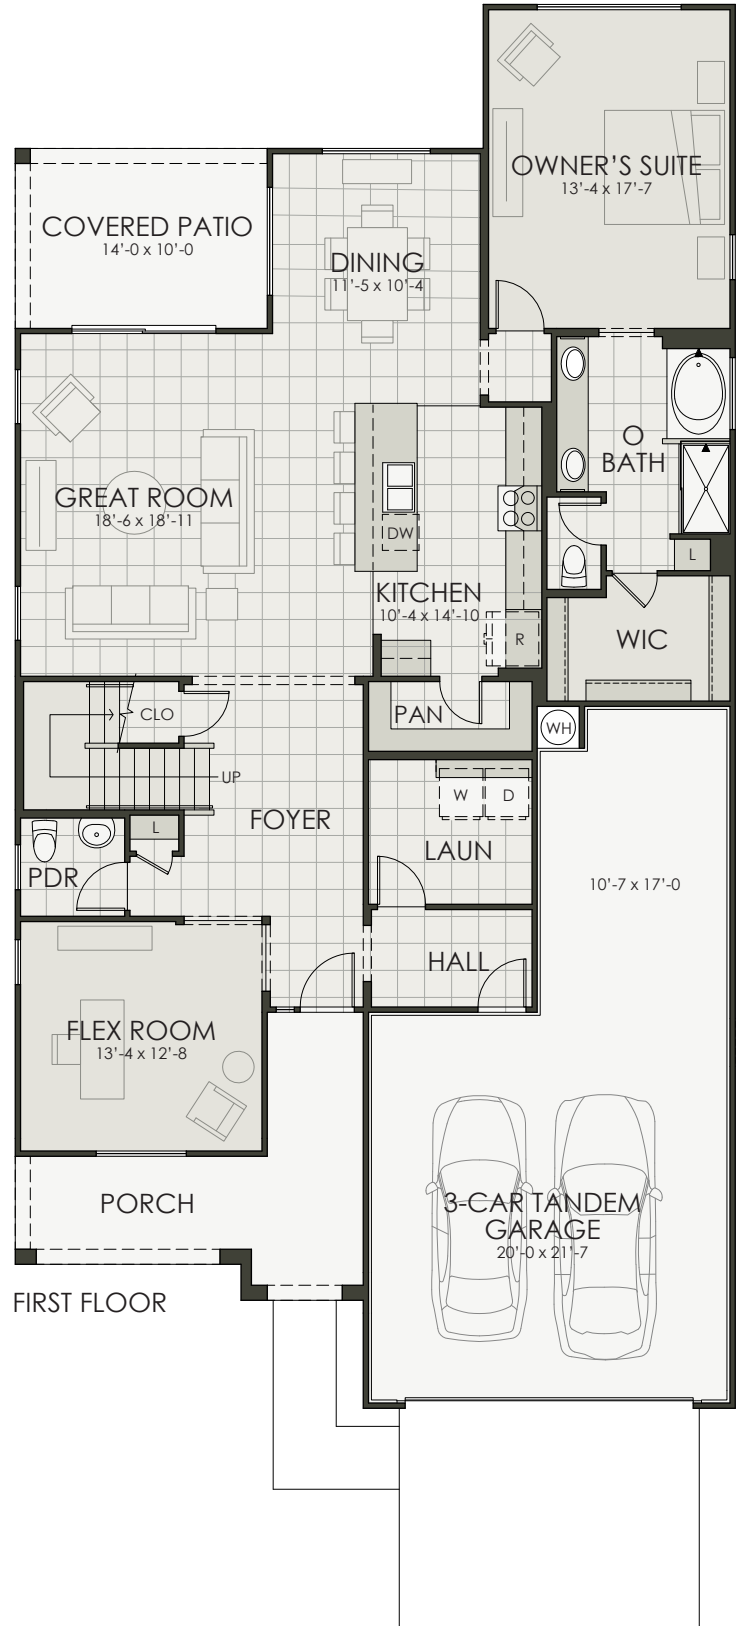 OWNER'S SUITE
13'-4 x 17'-7
COVERED PATIO
14'-0 x 10'-0
DINING
11'-5 x 10'-4
O
BATH
GREAT ROOM
18'-6 x 18'-11
DW
L
KITCHEN
10'-4 x 14'-10
R
WIC
CLO
PAN
WH
UP
W
D
FOYER
L
LAUN
PDR
10'-7 x 17'-0
HALL
FLEX ROOM
13'-4 x 12'-8
PORCH
3-CAR TANDEM
GARAGE
20'-0 x 21'-7
FIRST FLOOR